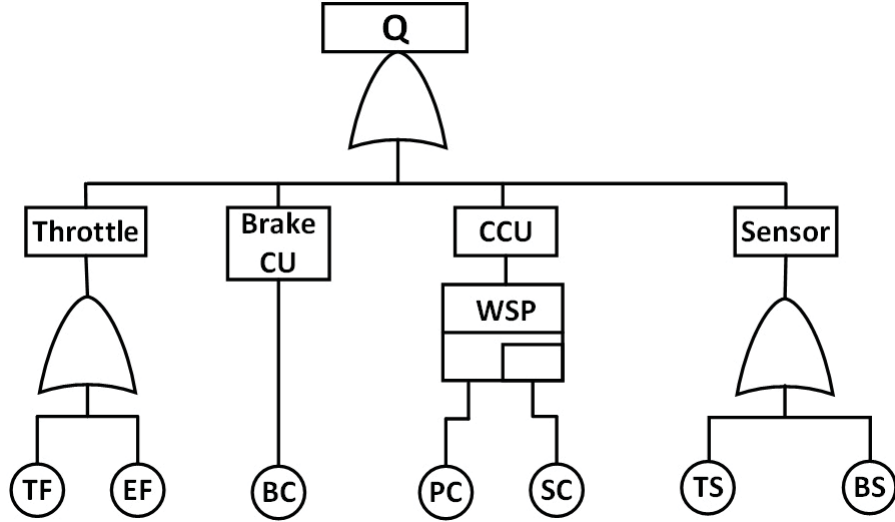 Q
Throttle
Brake
CU
CCU
Sensor
WSP
TF
EF
BC
PC
SC
TS
BS